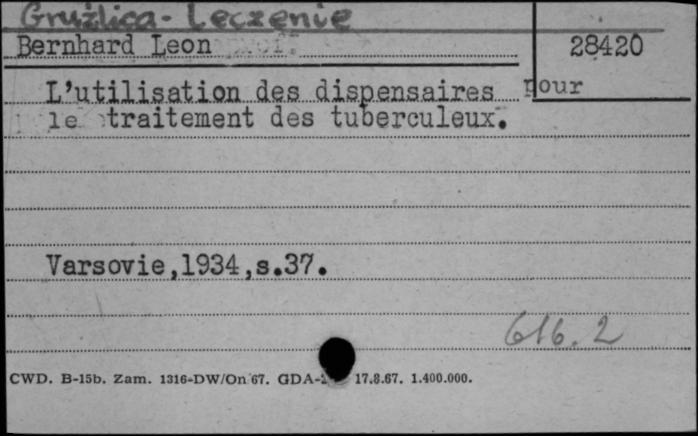 Gruźlica - Leczenie
Bernhard Leon
28420
L'utilisation des dispensaires pour
le traitement des tuberculeux.
Varsovie,1934,s.37.
616.2
CWD. B-15b. Zam. 1316-DW/On 67. GDA- 17.8.67. 1.400.000.